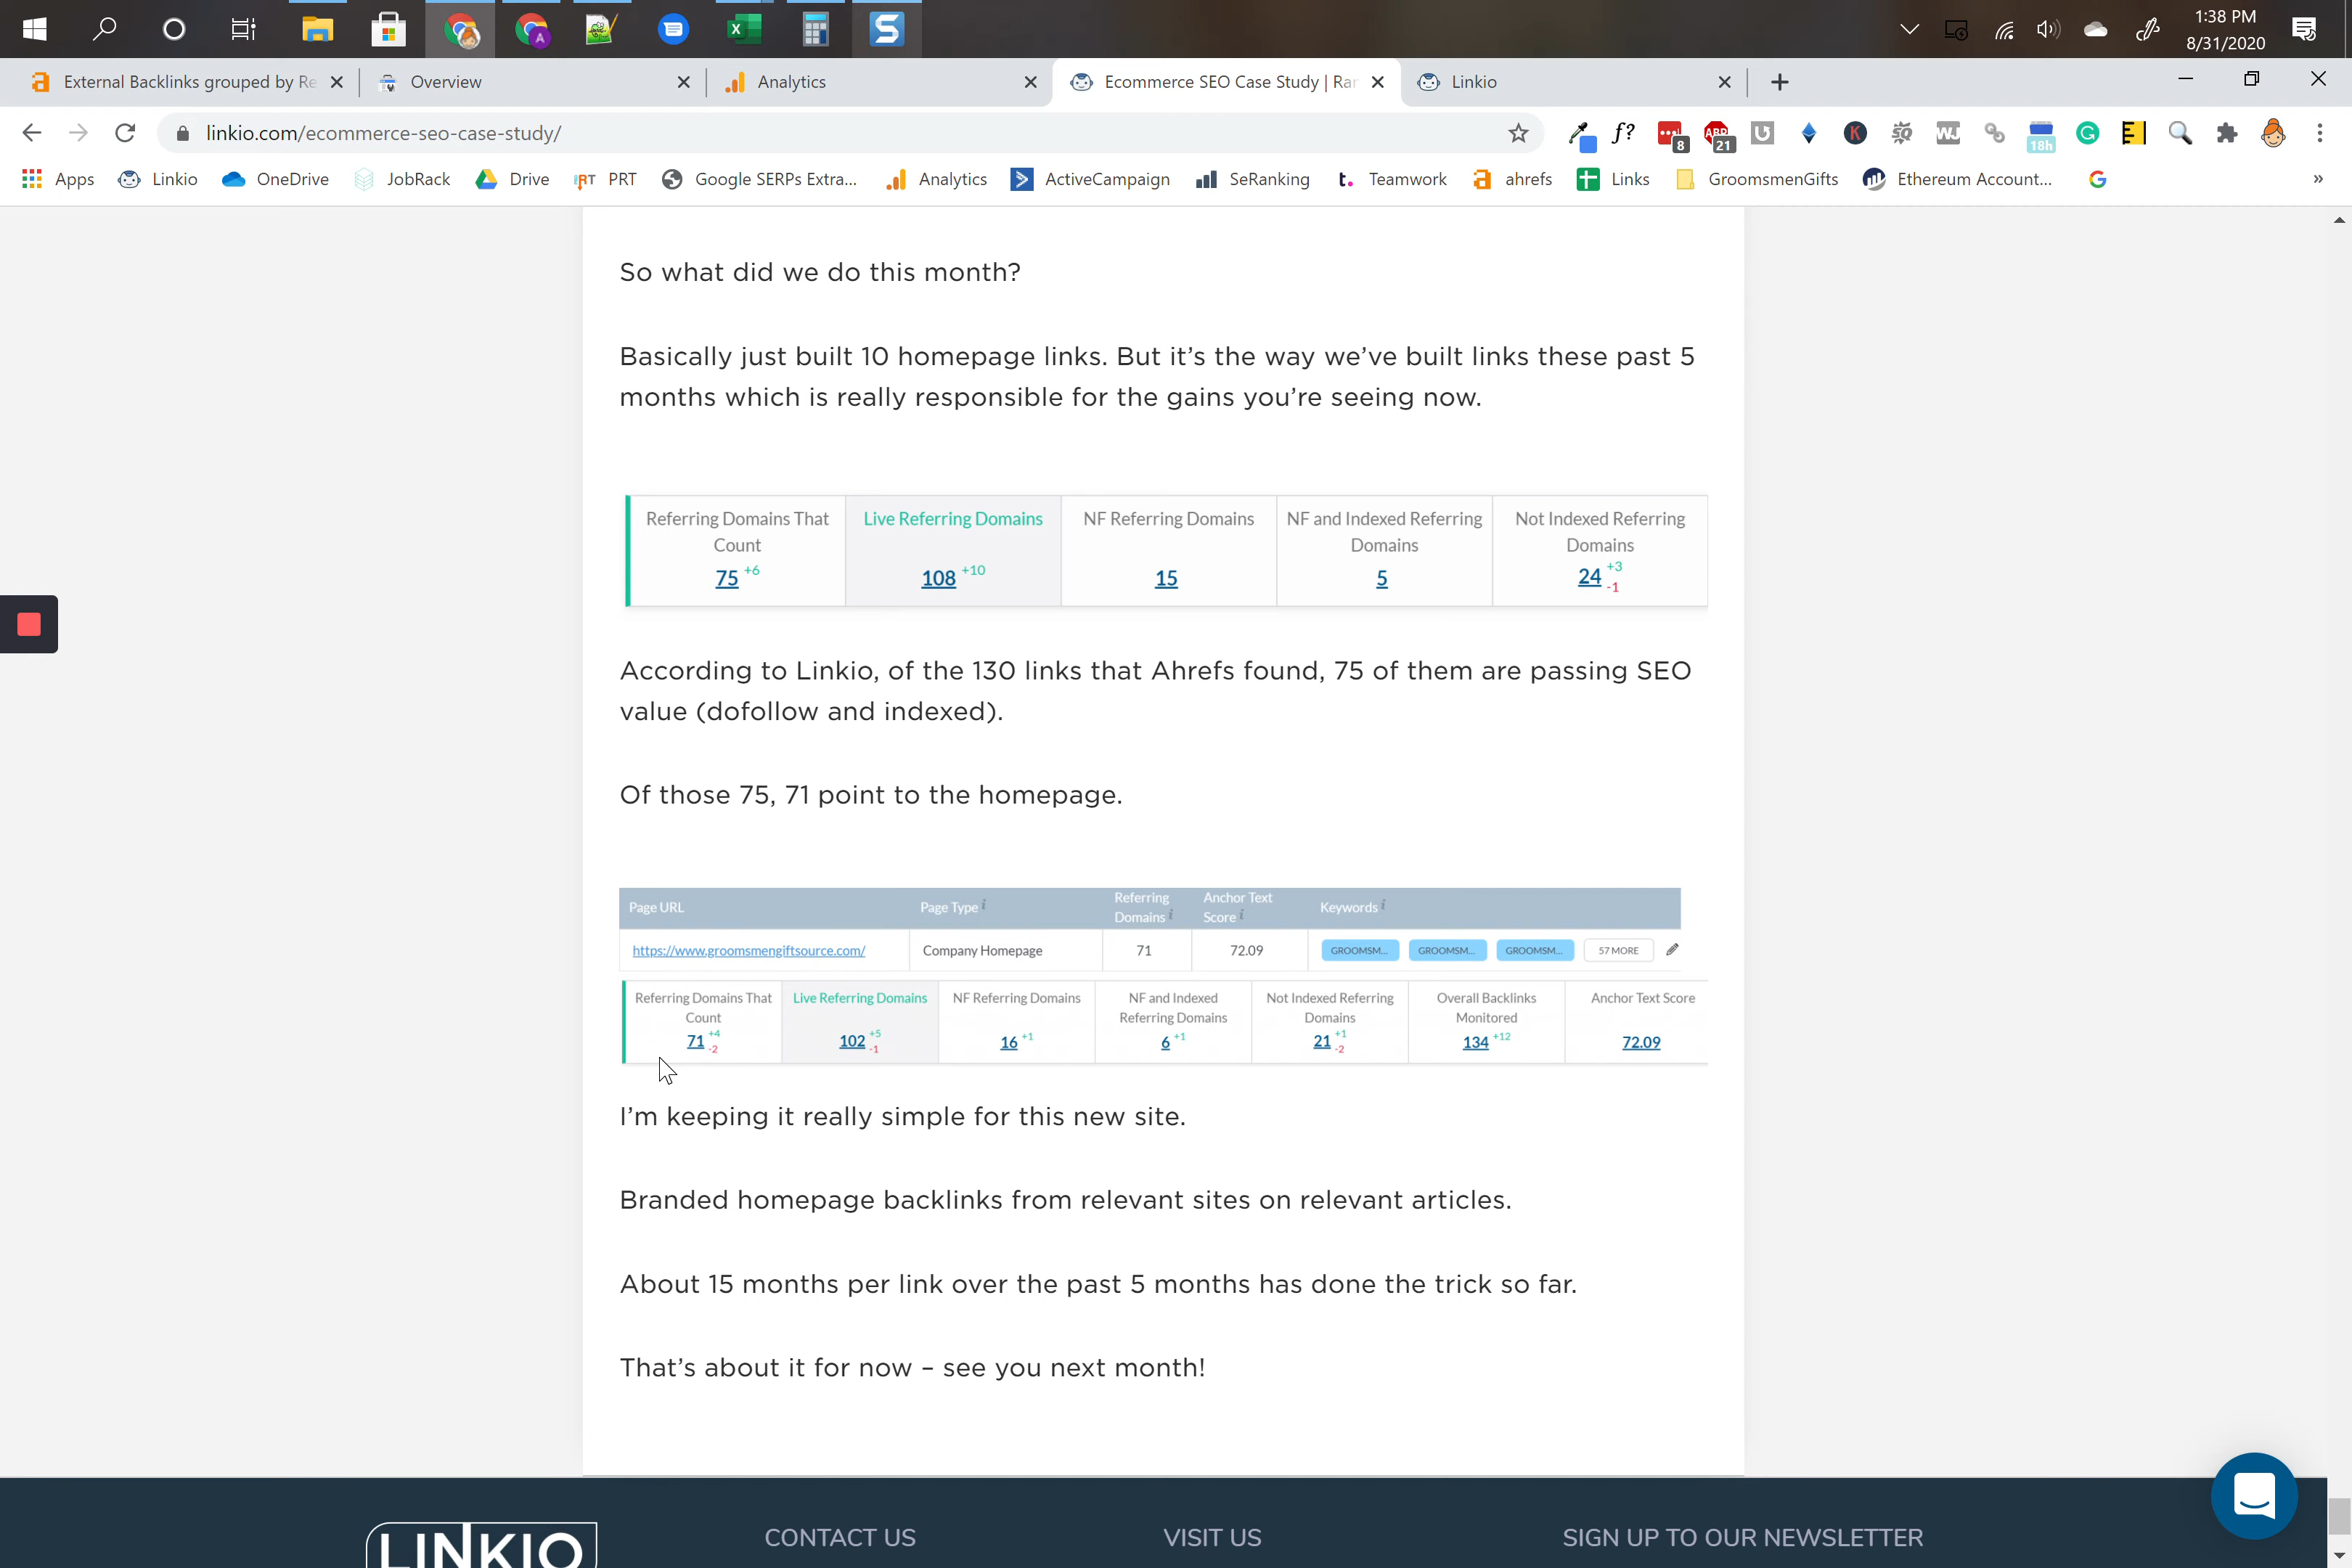 1:38 PM
8/31/2020
External Backlinks grouped by Re
Overview
Analytics
Ecommerce SEO Case Study | Ran
Linkio
linkio.com/ecommerce-seo-case-study/
f?
8
ABP
21
K
SQ
WJ
18h
G
Apps
Linkio
OneDrive
JobRack
Drive
PRT
Google SERPs Extra...
Analytics
ActiveCampaign
SeRanking
Teamwork
ahrefs
Links
GroomsmenGifts
Ethereum Account...
»
So what did we do this month?
Basically just built 10 homepage links. But it’s the way we’ve built links these past 5
months which is really responsible for the gains you’re seeing now.
Referring Domains That Count 75 +6
Live Referring Domains 108 +10
NF Referring Domains 15
NF and Indexed Referring Domains 5
Not Indexed Referring Domains 24 +3 -1
According to Linkio, of the 130 links that Ahrefs found, 75 of them are passing SEO
value (dofollow and indexed).
Of those 75, 71 point to the homepage.
Page URL Page Type i Referring Domains i Anchor Text Score i Keywords i
https://www.groomsmengiftsource.com/ Company Homepage 71 72.09 GROOMSM... GROOMSM... GROOMSM... 57 MORE
Referring Domains That Count 71 +4 -2
Live Referring Domains 102 +5 -1
NF Referring Domains 16 +1
NF and Indexed Referring Domains 6 +1
Not Indexed Referring Domains 21 +1 -2
Overall Backlinks Monitored 134 +12
Anchor Text Score 72.09
I’m keeping it really simple for this new site.
Branded homepage backlinks from relevant sites on relevant articles.
About 15 months per link over the past 5 months has done the trick so far.
That’s about it for now – see you next month!
LINKIO
CONTACT US
VISIT US
SIGN UP TO OUR NEWSLETTER